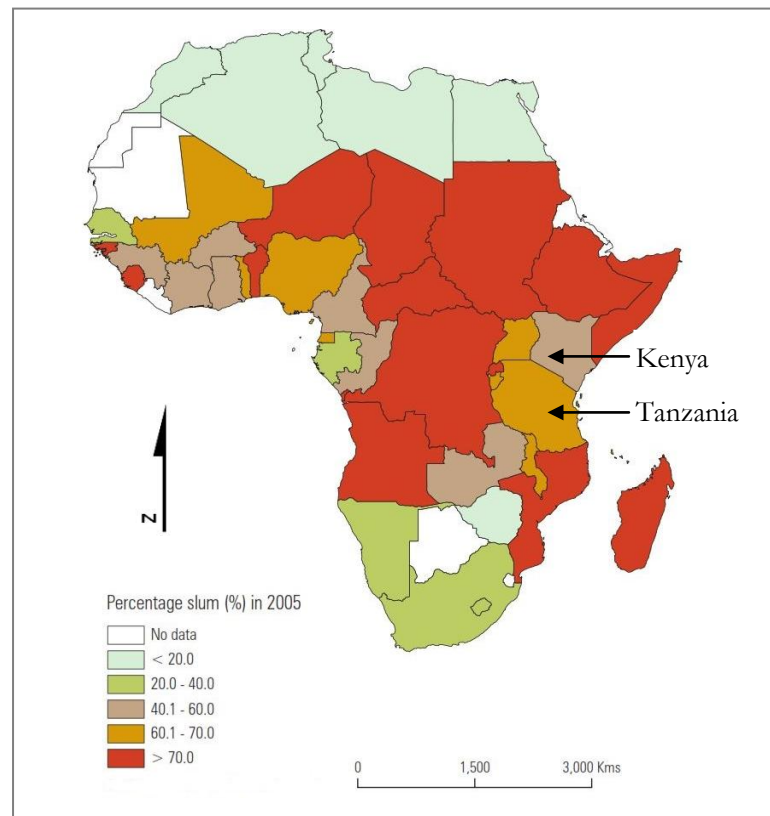 Kenya
Tanzania
N
Percentage slum (%) in 2005
No data
< 20.0
20.0 - 40.0
40.1 - 60.0
60.1 - 70.0
> 70.0
0 1,500 3,000 Kms